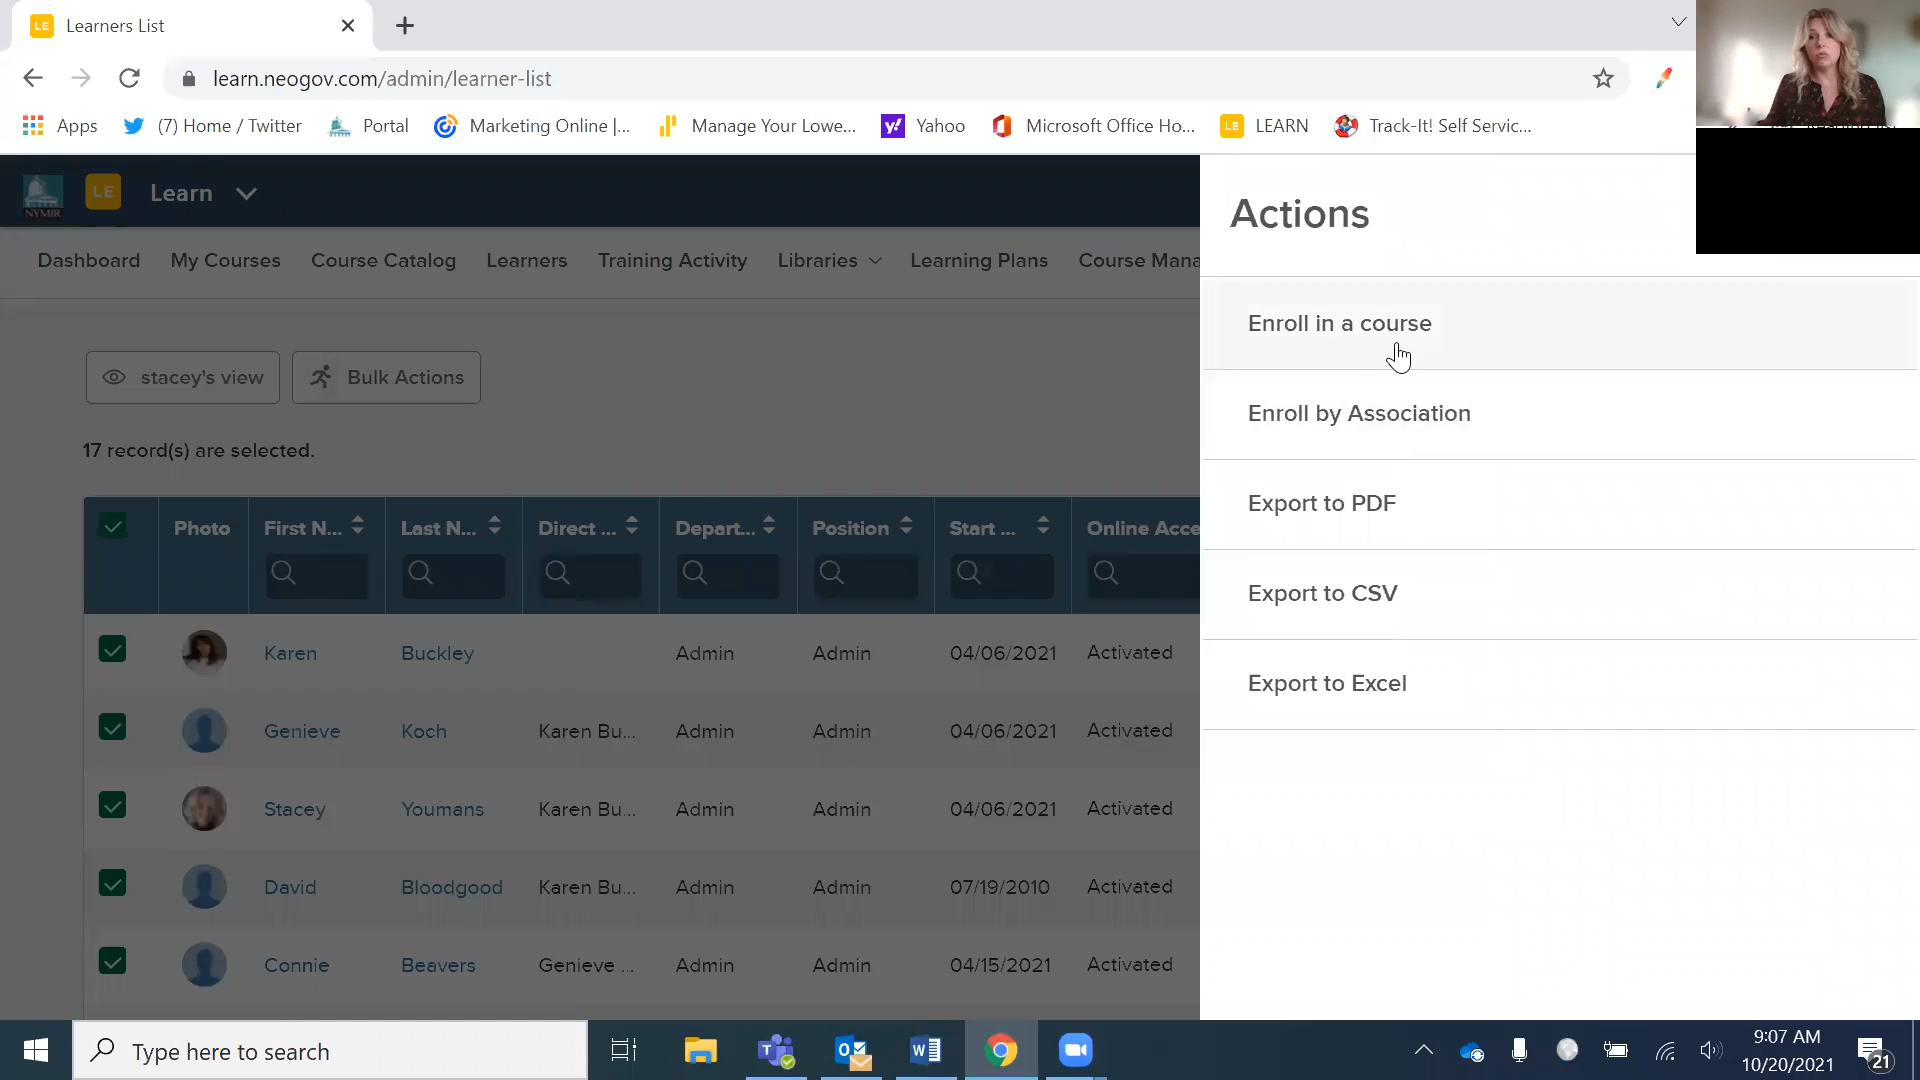 LE Learners List
learn.neogov.com/admin/learner-list
Apps (7) Home / Twitter Portal Marketing Online |... Manage Your Lowe... Yahoo Microsoft Office Ho... LE LEARN Track-It! Self Servic...
NYMIR LE Learn
Actions
Dashboard My Courses Course Catalog Learners Training Activity Libraries Learning Plans Course Mana
Enroll in a course
stacey's view Bulk Actions
Enroll by Association
17 record(s) are selected.
Export to PDF
Photo First N... Last N... Direct ... Depart... Position Start ... Online Acce
Export to CSV
Karen Buckley Admin Admin 04/06/2021 Activated
Export to Excel
Genieve Koch Karen Bu... Admin Admin 04/06/2021 Activated
Stacey Youmans Karen Bu... Admin Admin 04/06/2021 Activated
David Bloodgood Karen Bu... Admin Admin 07/19/2010 Activated
Connie Beavers Genieve ... Admin Admin 04/15/2021 Activated
Type here to search
9:07 AM
10/20/2021
21